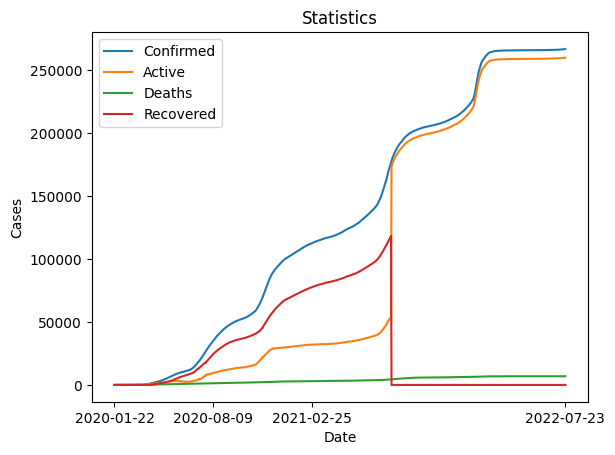 Statistics
Confirmed
Active
Deaths
Recovered
250000
200000
150000
100000
50000
0
Cases
2020-01-22 2020-08-09 2021-02-25 2022-07-23
Date